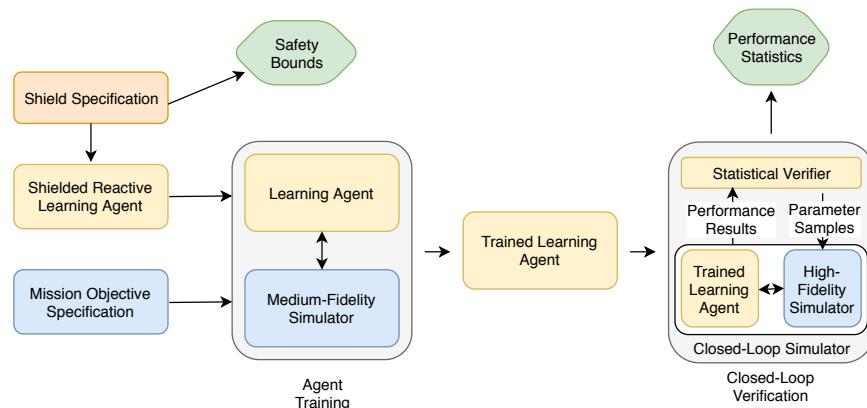 Safety
Bounds
Performance
Statistics
Shield Specification
Shielded Reactive
Learning Agent
Learning Agent
Statistical Verifier
Performance
Results
Parameter
Samples
Trained Learning
Agent
Mission Objective
Specification
Medium-Fidelity
Simulator
Trained
Learning
Agent
High-
Fidelity
Simulator
Closed-Loop Simulator
Agent
Training
Closed-Loop
Verification